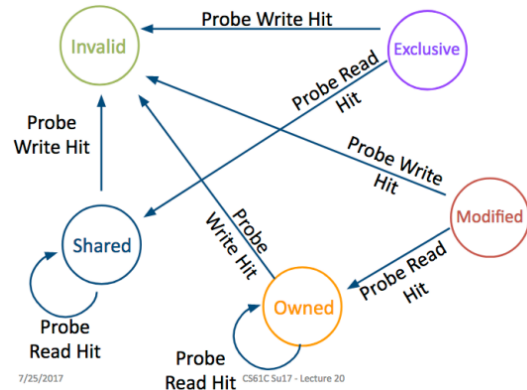 Probe Write Hit
Invalid
Exclusive
Probe Read
Hit
Probe
Write Hit
Probe Write
Hit
Probe
Write Hit
Shared
Modified
Probe Read
Hit
Owned
Probe
Read Hit
Probe
Read Hit
7/25/2017
CS61C Su17 - Lecture 20